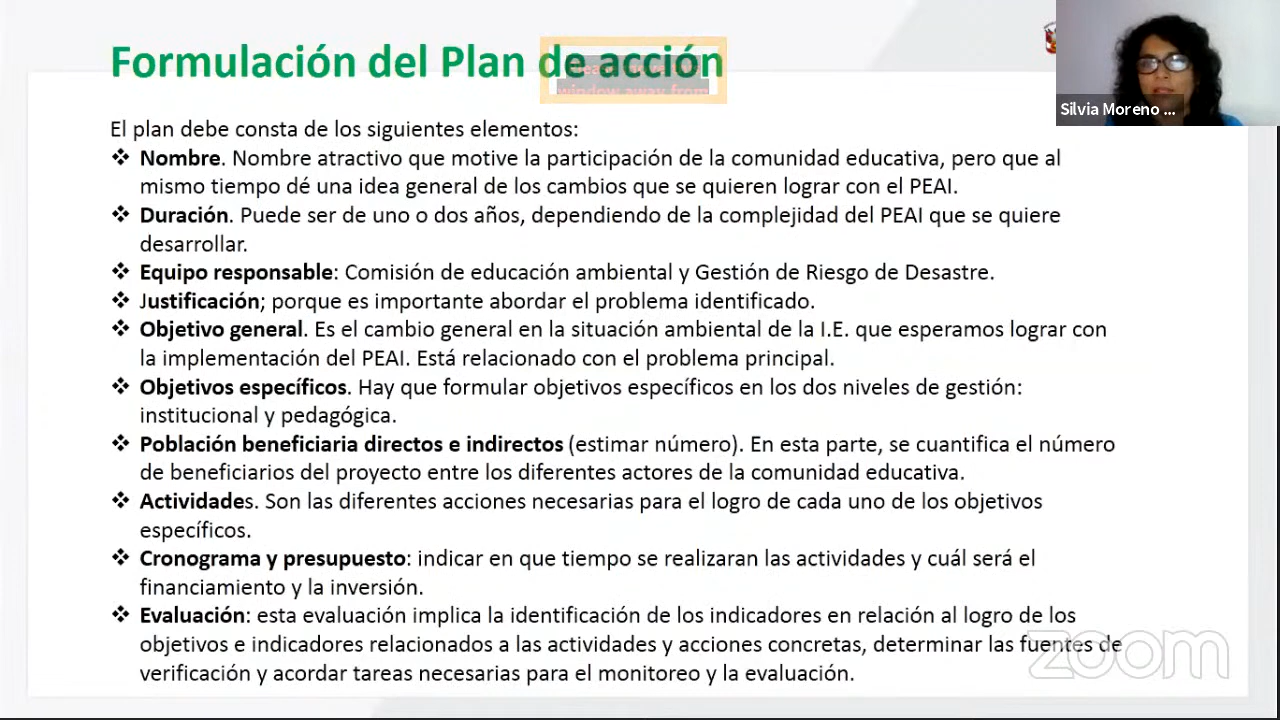 Formulación del Plan de acción
window away from
Silvia Moreno ...
El plan debe consta de los siguientes elementos:
❖ Nombre. Nombre atractivo que motive la participación de la comunidad educativa, pero que al
mismo tiempo dé una idea general de los cambios que se quieren lograr con el PEAI.
❖ Duración. Puede ser de uno o dos años, dependiendo de la complejidad del PEAI que se quiere
desarrollar.
❖ Equipo responsable: Comisión de educación ambiental y Gestión de Riesgo de Desastre.
❖ Justificación; porque es importante abordar el problema identificado.
❖ Objetivo general. Es el cambio general en la situación ambiental de la I.E. que esperamos lograr con
la implementación del PEAI. Está relacionado con el problema principal.
❖ Objetivos específicos. Hay que formular objetivos específicos en los dos niveles de gestión:
institucional y pedagógica.
❖ Población beneficiaria directos e indirectos (estimar número). En esta parte, se cuantifica el número
de beneficiarios del proyecto entre los diferentes actores de la comunidad educativa.
❖ Actividades. Son las diferentes acciones necesarias para el logro de cada uno de los objetivos
específicos.
❖ Cronograma y presupuesto: indicar en que tiempo se realizaran las actividades y cuál será el
financiamiento y la inversión.
❖ Evaluación: esta evaluación implica la identificación de los indicadores en relación al logro de los
objetivos e indicadores relacionados a las actividades y acciones concretas, determinar las fuentes de
verificación y acordar tareas necesarias para el monitoreo y la evaluación.
zoom